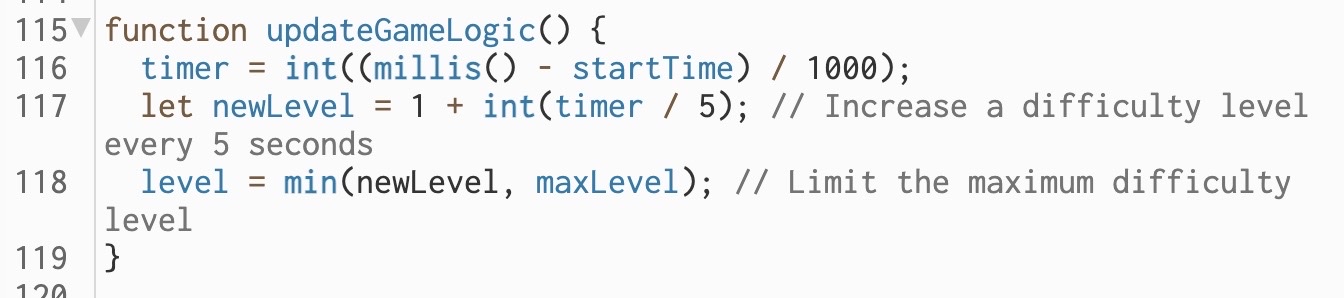 115 function updateGameLogic() {
116 timer = int((millis() - startTime) / 1000);
117 let newLevel = 1 + int(timer / 5); // Increase a difficulty level
every 5 seconds
118 level = min(newLevel, maxLevel); // Limit the maximum difficulty
level
119 }
120